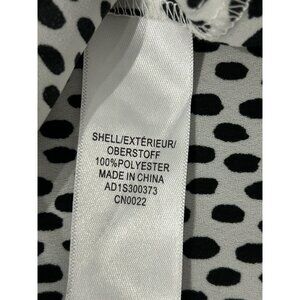 SHELL/EXTÉRIEUR/
OBERSTOFF
100%POLYESTER
MADE IN CHINA
AD1S300373
CN0022